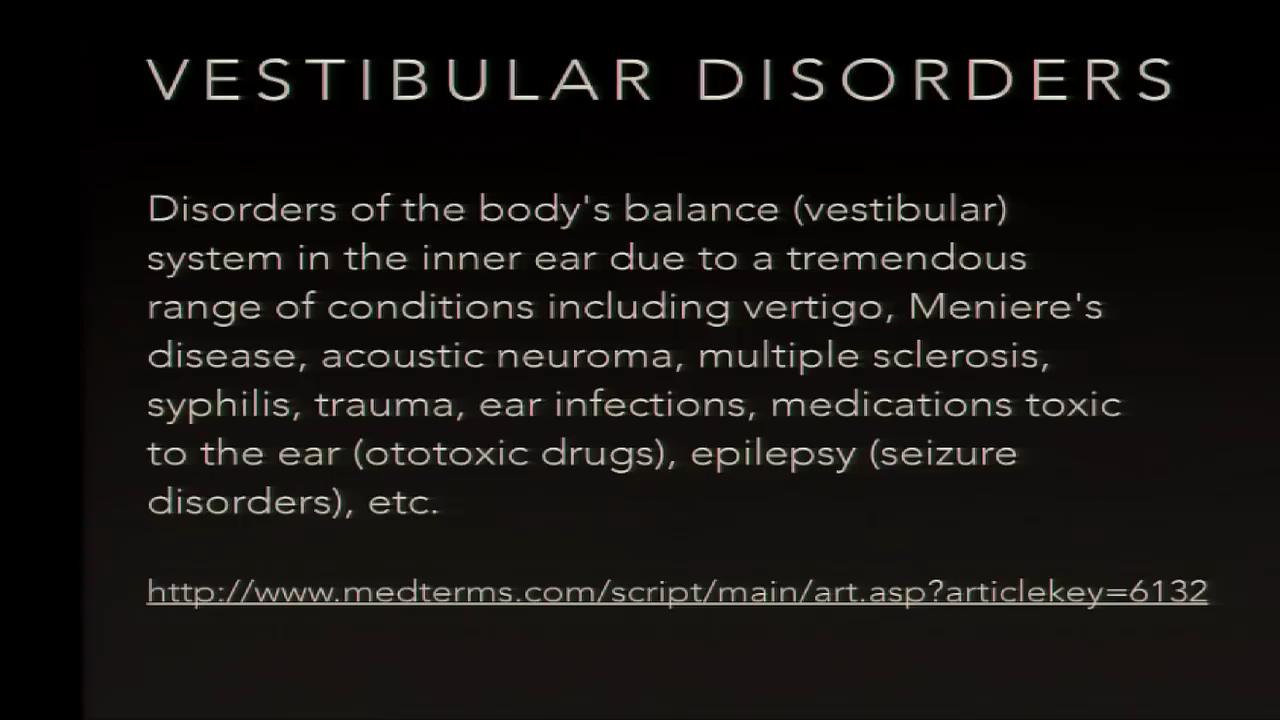 VESTIBULAR DISORDERS
Disorders of the body's balance (vestibular)
system in the inner ear due to a tremendous
range of conditions including vertigo, Meniere's
disease, acoustic neuroma, multiple sclerosis,
syphilis, trauma, ear infections, medications toxic
to the ear (ototoxic drugs), epilepsy (seizure
disorders), etc.
http://www.medterms.com/script/main/art.asp?articlekey=6132